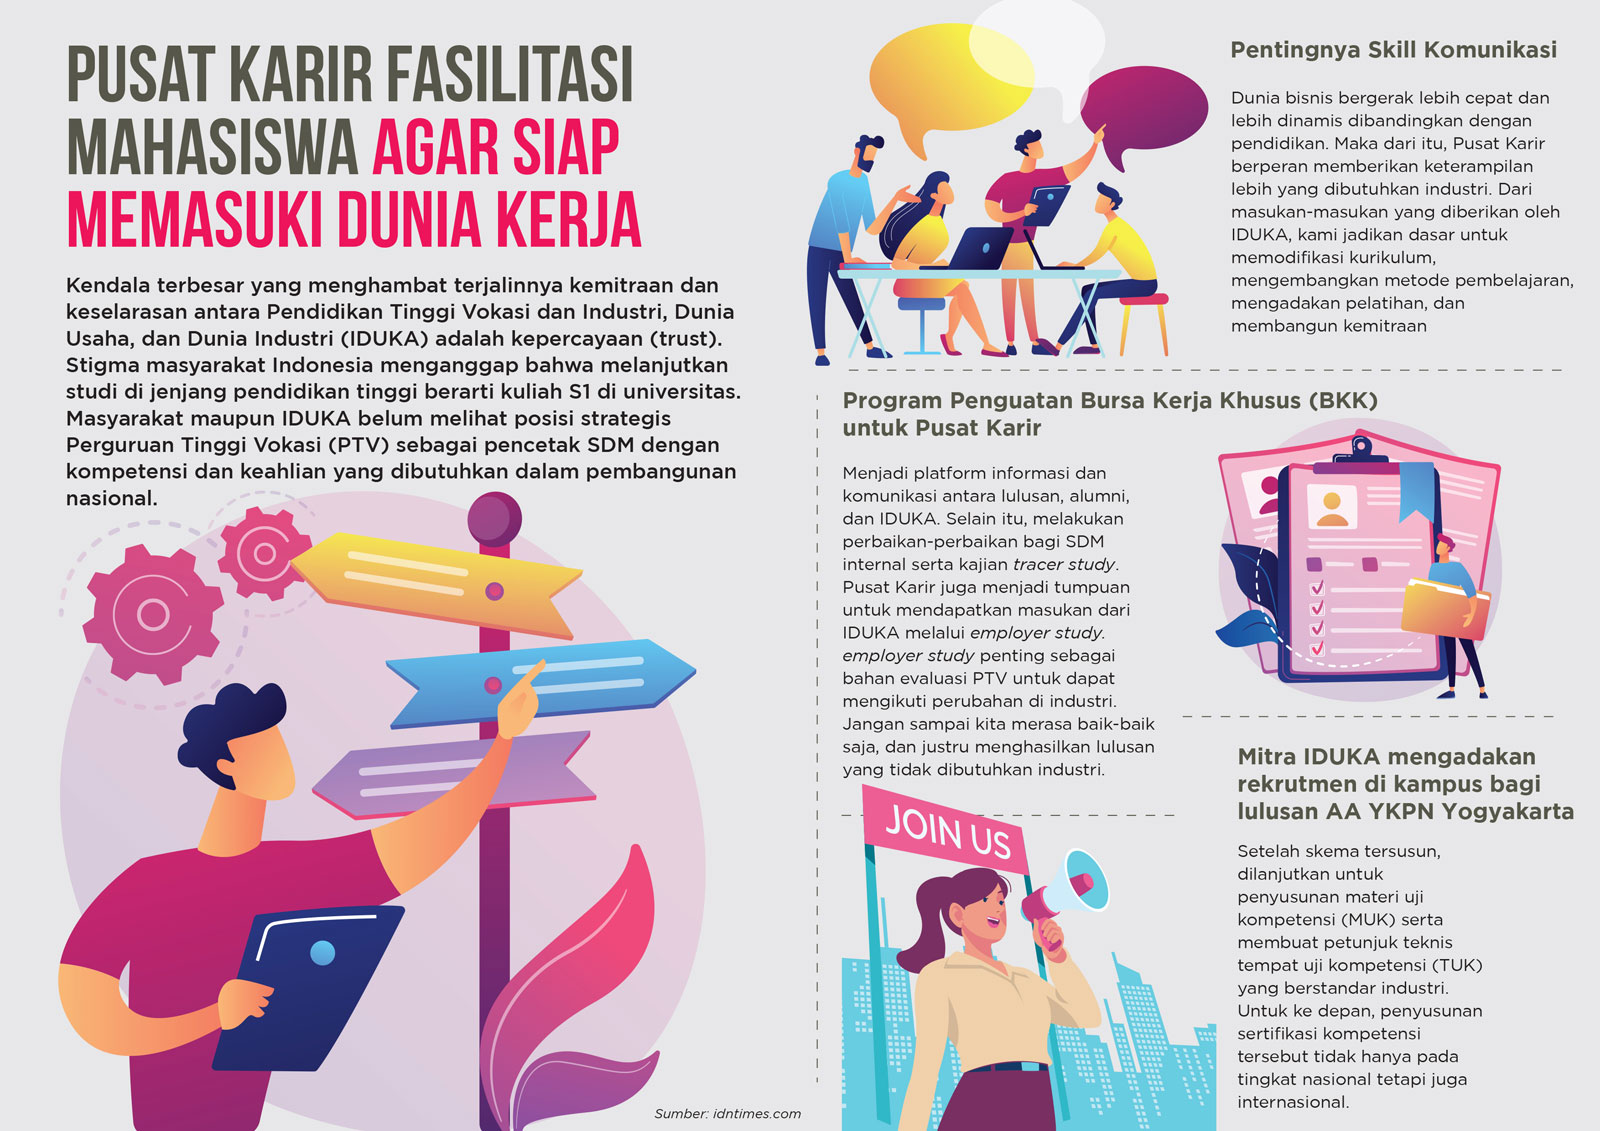 PUSAT KARIR FASILITASI
MAHASISWA AGAR SIAP
MEMASUKI DUNIA KERJA
Kendala terbesar yang menghambat terjalinnya kemitraan dan
keselarasan antara Pendidikan Tinggi Vokasi dan Industri, Dunia
Usaha, dan Dunia Industri (IDUKA) adalah kepercayaan (trust).
Stigma masyarakat Indonesia menganggap bahwa melanjutkan
studi di jenjang pendidikan tinggi berarti kuliah S1 di universitas.
Masyarakat maupun IDUKA belum melihat posisi strategis
Perguruan Tinggi Vokasi (PTV) sebagai pencetak SDM dengan
kompetensi dan keahlian yang dibutuhkan dalam pembangunan
nasional.
Sumber: idntimes.com
Pentingnya Skill Komunikasi
Dunia bisnis bergerak lebih cepat dan
lebih dinamis dibandingkan dengan
pendidikan. Maka dari itu, Pusat Karir
berperan memberikan keterampilan
lebih yang dibutuhkan industri. Dari
masukan-masukan yang diberikan oleh
IDUKA, kami jadikan dasar untuk
memodifikasi kurikulum,
mengembangkan metode pembelajaran,
mengadakan pelatihan, dan
membangun kemitraan
Program Penguatan Bursa Kerja Khusus (BKK)
untuk Pusat Karir
Menjadi platform informasi dan
komunikasi antara lulusan, alumni,
dan IDUKA. Selain itu, melakukan
perbaikan-perbaikan bagi SDM
internal serta kajian tracer study.
Pusat Karir juga menjadi tumpuan
untuk mendapatkan masukan dari
IDUKA melalui employer study.
employer study penting sebagai
bahan evaluasi PTV untuk dapat
mengikuti perubahan di industri.
Jangan sampai kita merasa baik-baik
saja, dan justru menghasilkan lulusan
yang tidak dibutuhkan industri.
JOIN US
Mitra IDUKA mengadakan
rekrutmen di kampus bagi
lulusan AA YKPN Yogyakarta
Setelah skema tersusun,
dilanjutkan untuk
penyusunan materi uji
kompetensi (MUK) serta
membuat petunjuk teknis
tempat uji kompetensi (TUK)
yang berstandar industri.
Untuk ke depan, penyusunan
sertifikasi kompetensi
tersebut tidak hanya pada
tingkat nasional tetapi juga
internasional.